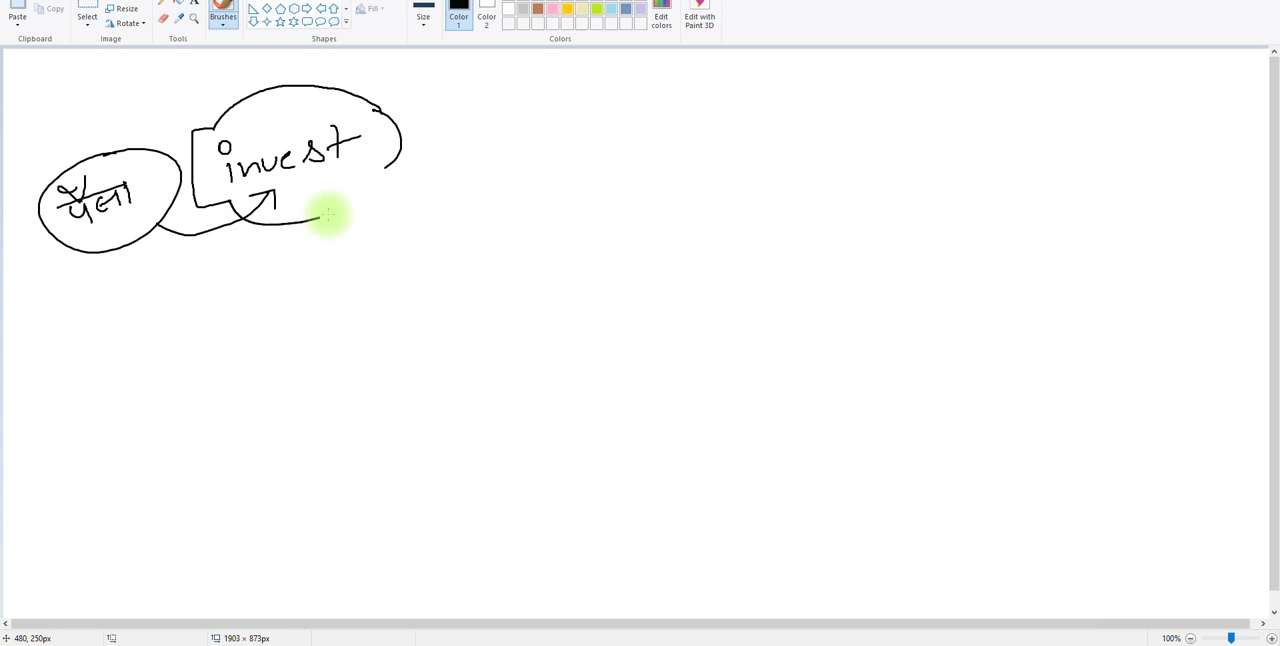 Paste
Copy
Select
Resize
Rotate
A
Brushes
Fill
Size
Color 1
Color 2
Edit colors
Edit with Paint 3D
Clipboard
Image
Tools
Shapes
Colors
invest
पैसा
480, 250px
1903 × 873px
100%